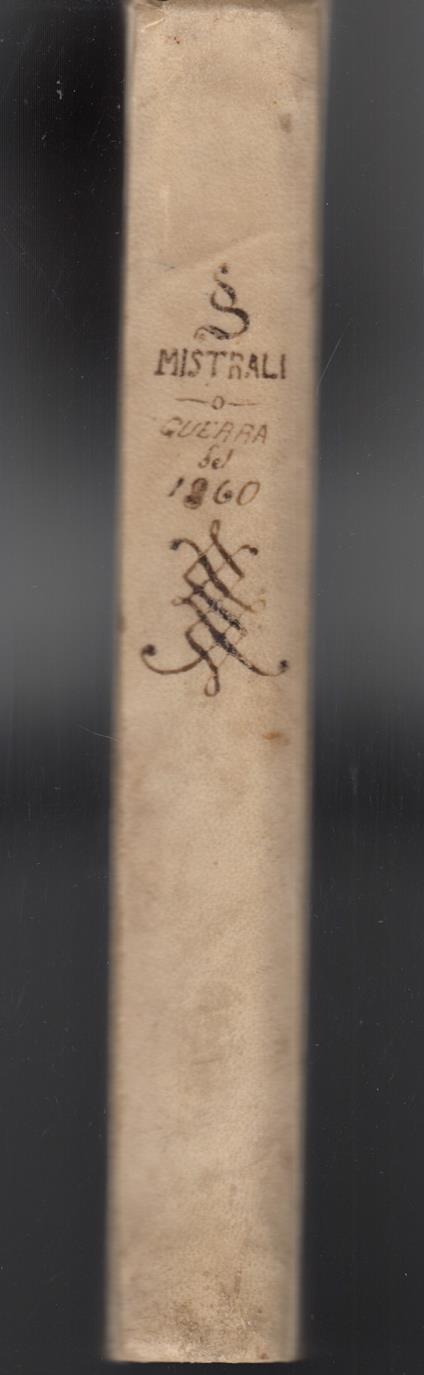 MISTRALI
GUERRA
del
1860